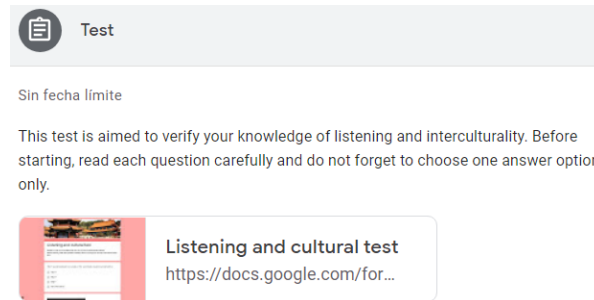 Test
Sin fecha límite
This test is aimed to verify your knowledge of listening and interculturality. Before
starting, read each question carefully and do not forget to choose one answer option
only.
Listening and cultural test
https://docs.google.com/for...